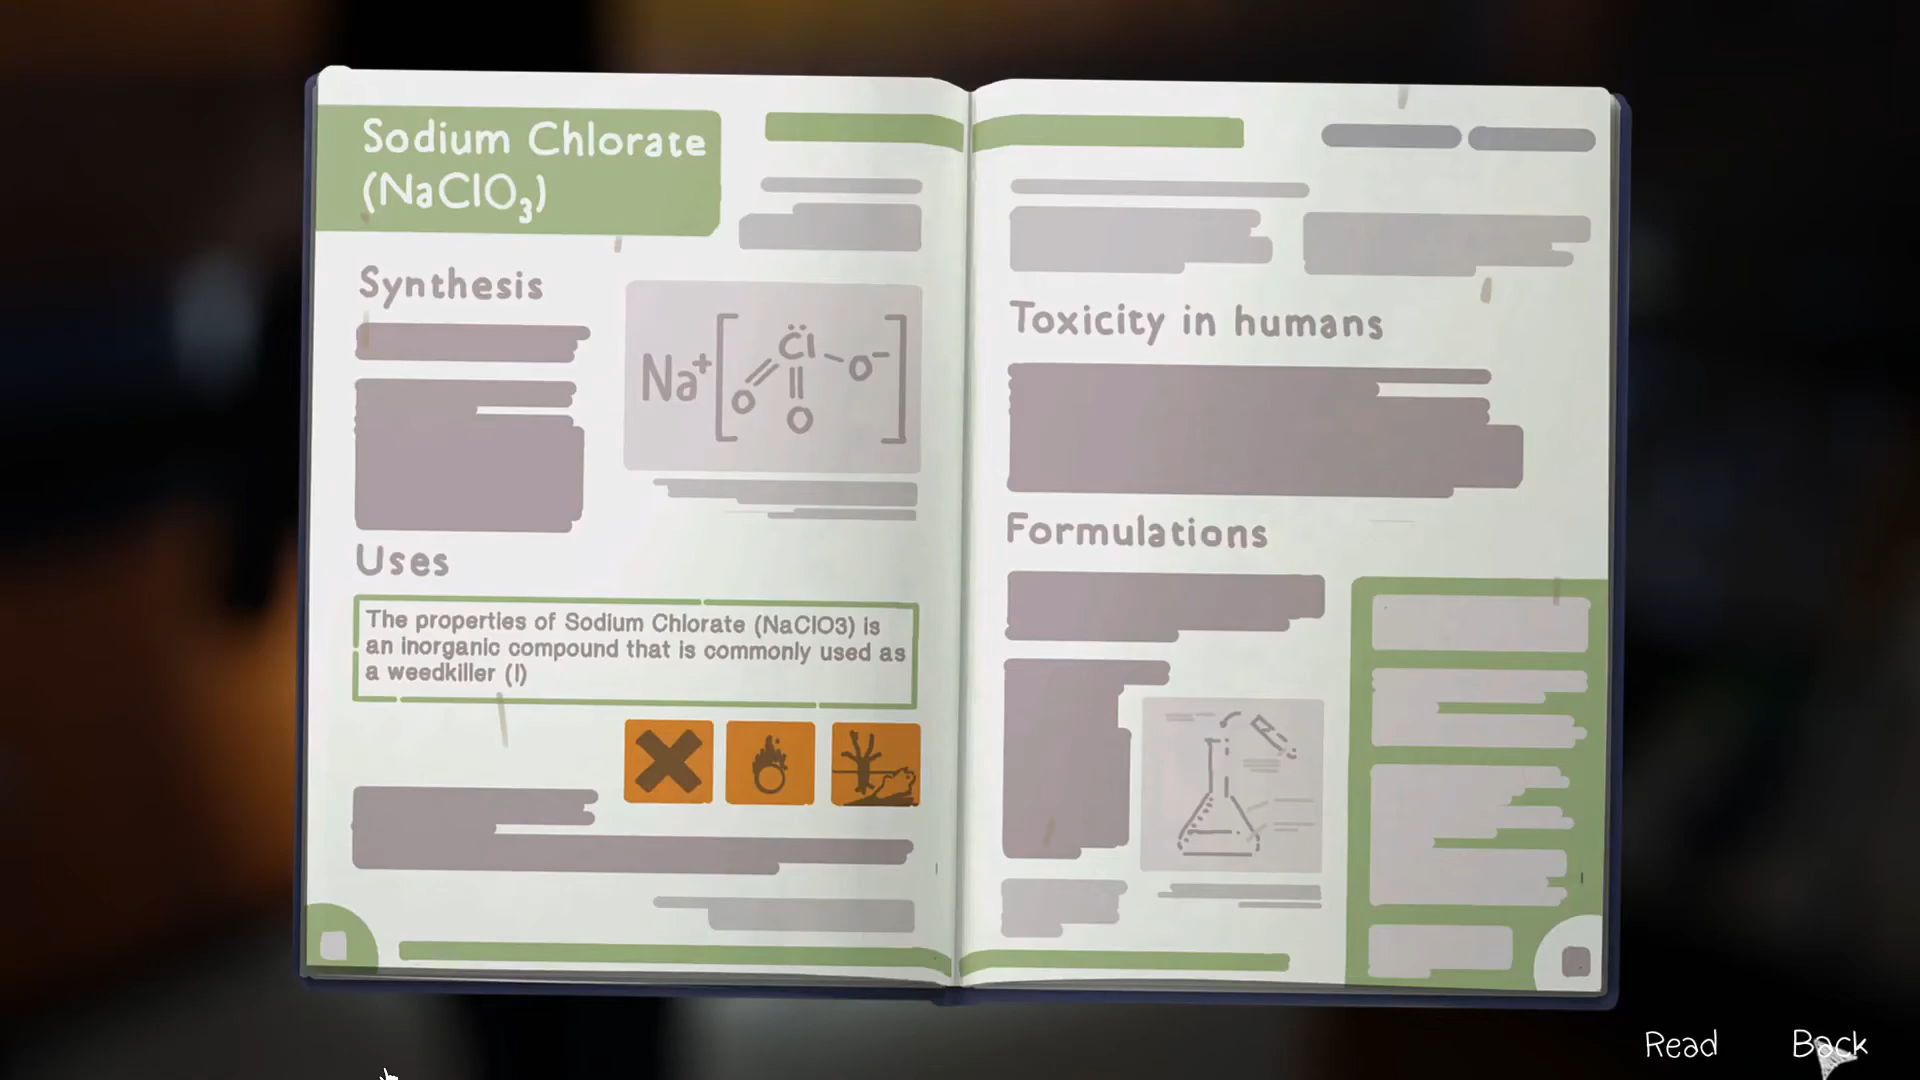 Sodium Chlorate
(NaClO₃)
Synthesis
Na⁺ [ Cl O O O⁻ ]
Uses
The properties of Sodium Chlorate (NaClO3) is
an inorganic compound that is commonly used as
a weedkiller (!)
Toxicity in humans
Formulations
Read Back